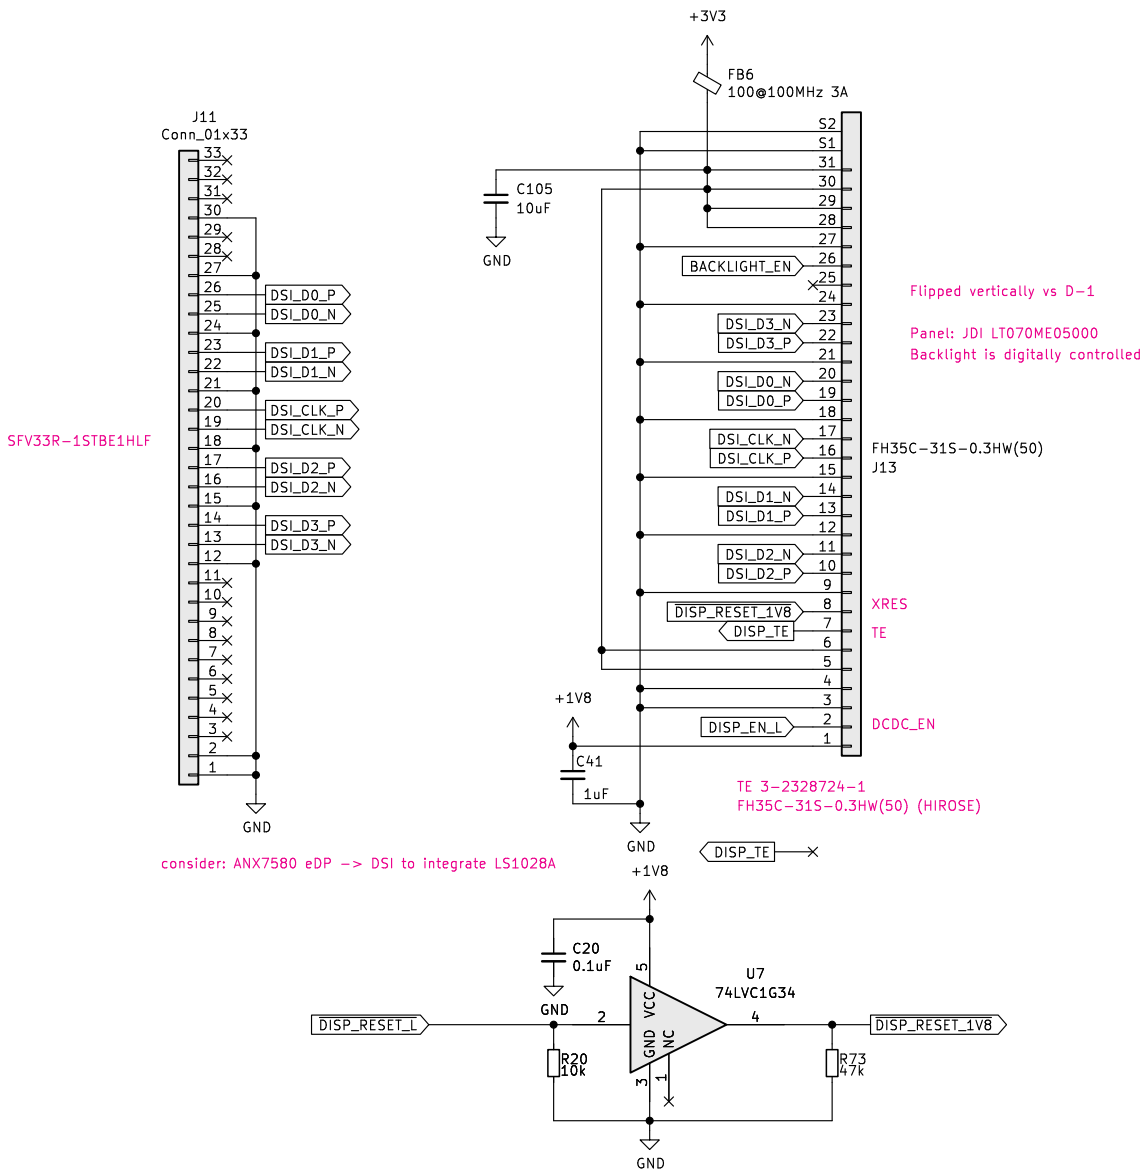 +3V3
FB6
100@100MHz 3A
J11
Conn_01x33
33
32
31
30
29
28
27
26
25
24
23
22
21
20
19
18
17
16
15
14
13
12
11
10
9
8
7
6
5
4
3
2
1
DSI_D0_P
DSI_D0_N
DSI_D1_P
DSI_D1_N
DSI_CLK_P
DSI_CLK_N
DSI_D2_P
DSI_D2_N
DSI_D3_P
DSI_D3_N
SFV33R-1STBE1HLF
GND
C105
10uF
GND
S2
S1
31
30
29
28
27
26
25
24
23
22
21
20
19
18
17
16
15
14
13
12
11
10
9
8
7
6
5
4
3
2
1
BACKLIGHT_EN
DSI_D3_N
DSI_D3_P
DSI_D0_N
DSI_D0_P
DSI_CLK_N
DSI_CLK_P
DSI_D1_N
DSI_D1_P
DSI_D2_N
DSI_D2_P
DISP_RESET_1V8
DISP_TE
DISP_EN_L
Flipped vertically vs D-1
Panel: JDI LT070ME05000
Backlight is digitally controlled
FH35C-31S-0.3HW(50)
J13
XRES
TE
DCDC_EN
+1V8
C41
1uF
GND
TE 3-2328724-1
FH35C-31S-0.3HW(50) (HIROSE)
DISP_TE
consider: ANX7580 eDP -> DSI to integrate LS1028A
+1V8
C20
0.1uF
GND
U7
74LVC1G34
5
VCC
2
4
GND
NC
3
1
DISP_RESET_L
DISP_RESET_1V8
R20
10k
R73
47k
GND